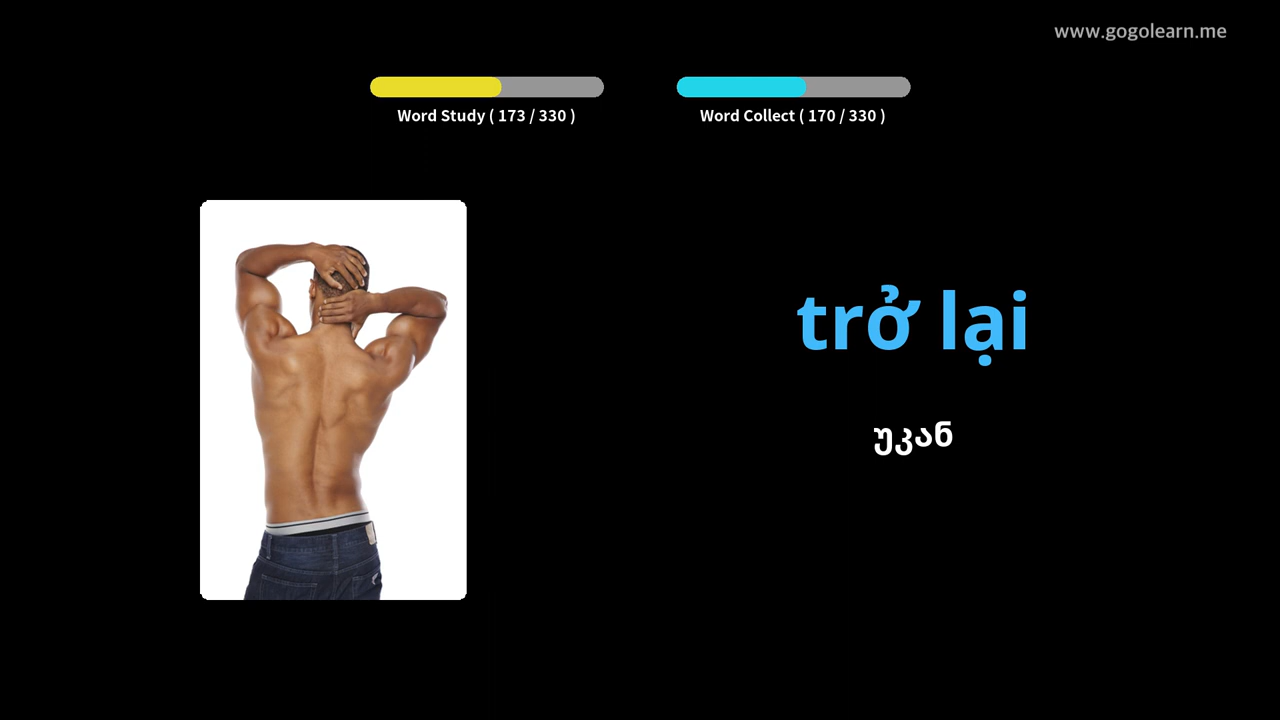 www.gogolearn.me
Word Study ( 173 / 330 )
Word Collect ( 170 / 330 )
trở lại
უკან